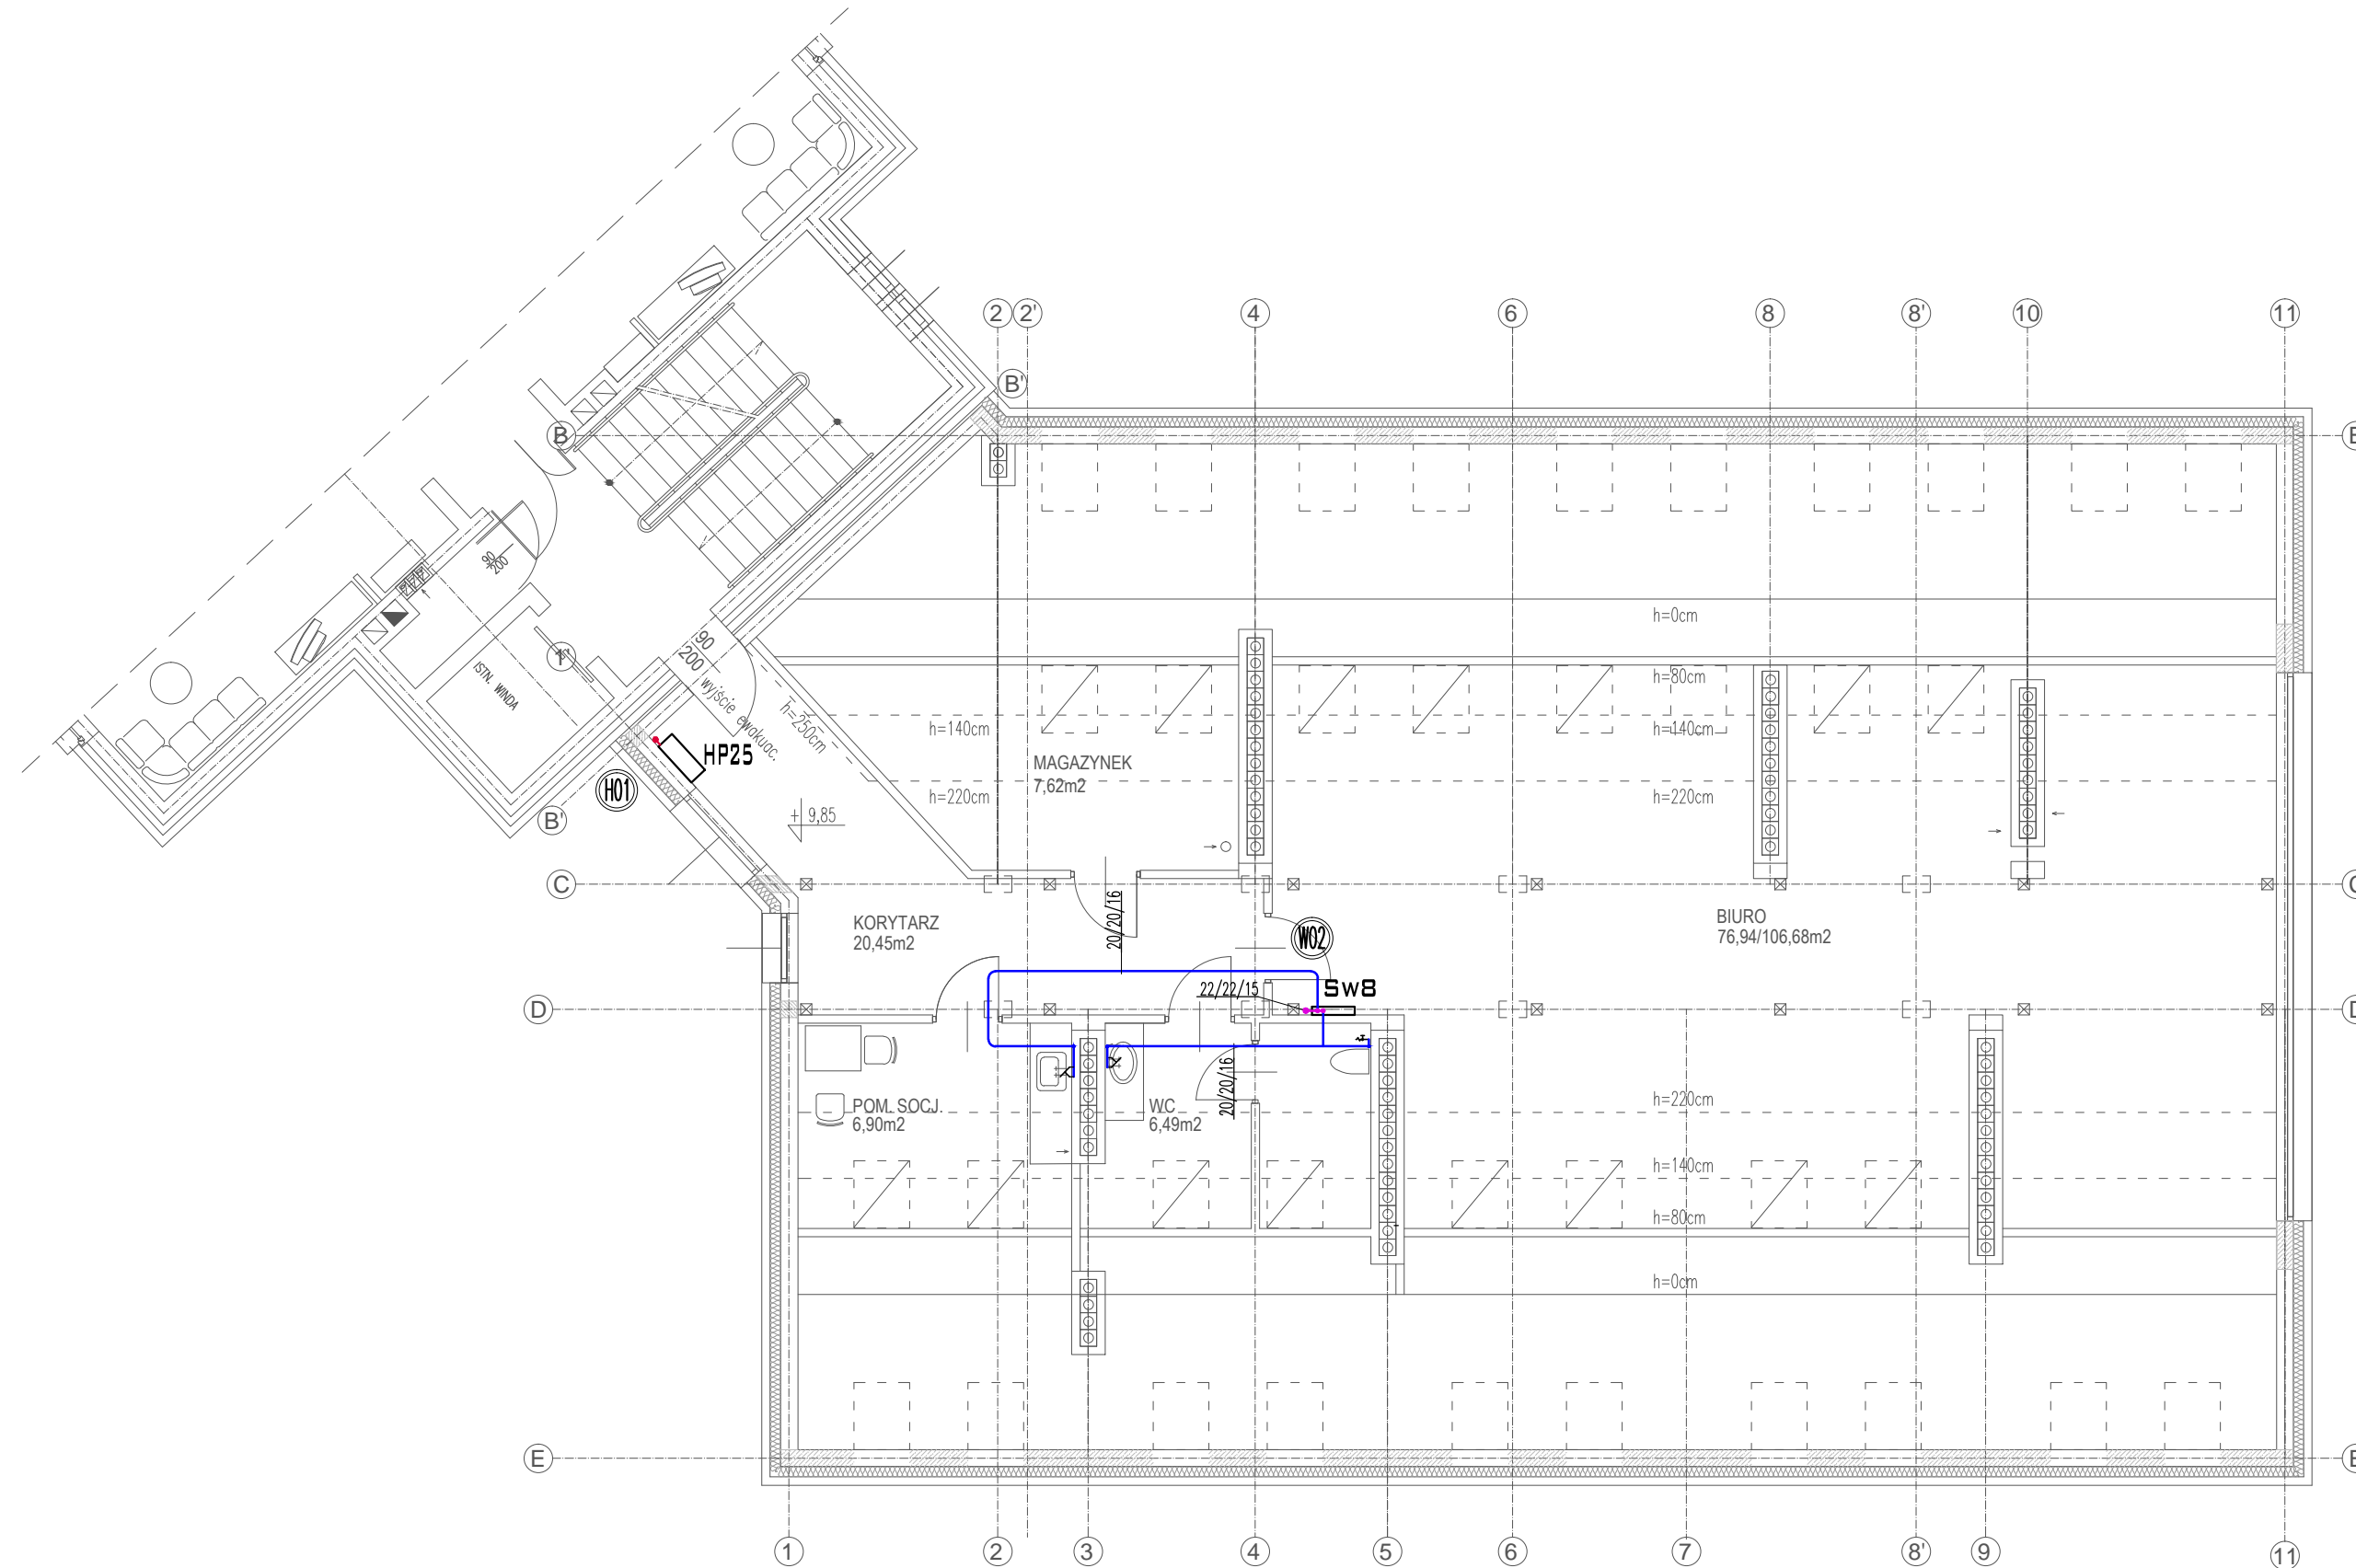 2
2'
4
6
8
8'
10
11
B'
B
90
200
1'
ISTN. WINDA
90
200
wyjście ewakuac.
h=250cm
h=0cm
h=80cm
h=140cm
h=140cm
HP25
MAGAZYNEK
7,62m2
h=220cm
h=220cm
H01
B'
+ 9,85
C
KORYTARZ
20,45m2
20/20/16
W02
BIURO
76,94/106,68m2
22/22/15
Sw8
D
20/20/16
POM. SOCJ.
6,90m2
WC
6,49m2
h=220cm
h=140cm
h=80cm
h=0cm
E
1
2
3
4
5
6
7
8'
9
11